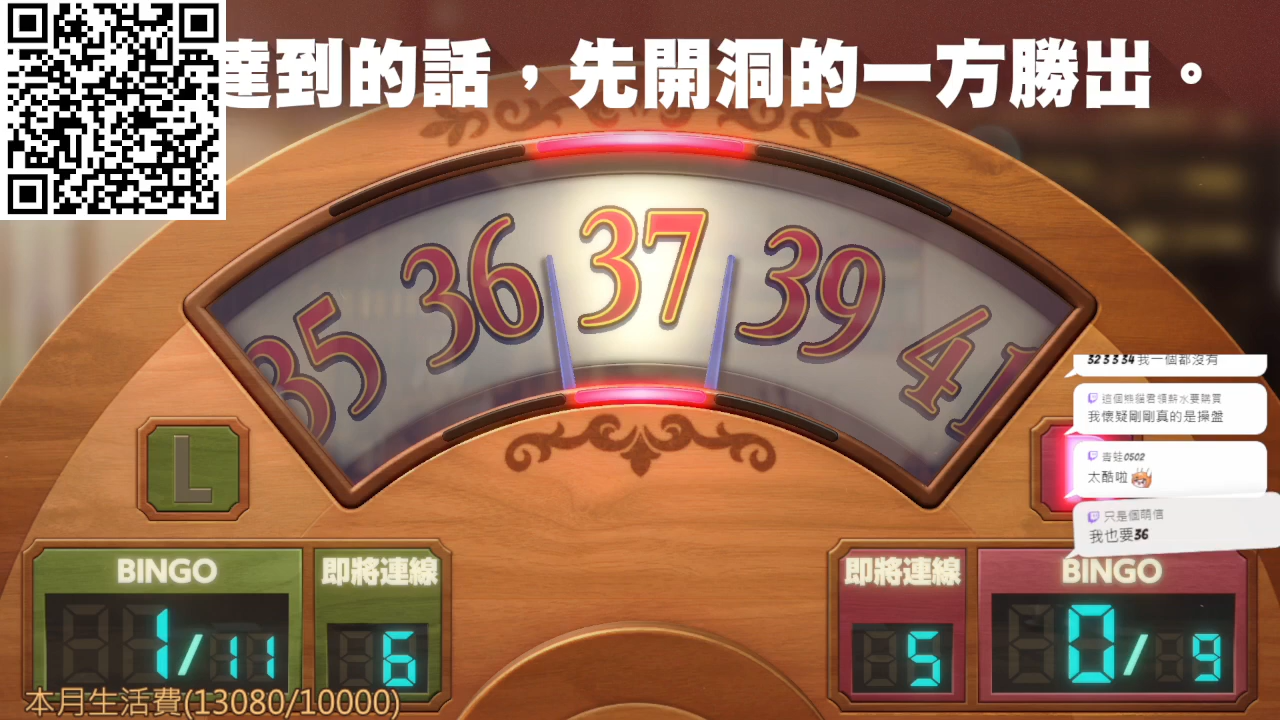 達到的話，先開洞的一方勝出。
35 36 37 39 41
32 3 3 34 我一個都沒有
我懷疑剛剛真的是操盤
青蛙0502
太酷啦
只是個萌信
我也要36
L
BINGO 即將連線 即將連線 BINGO
1/11 6 5 0/9
本月生活費(13080/10000)